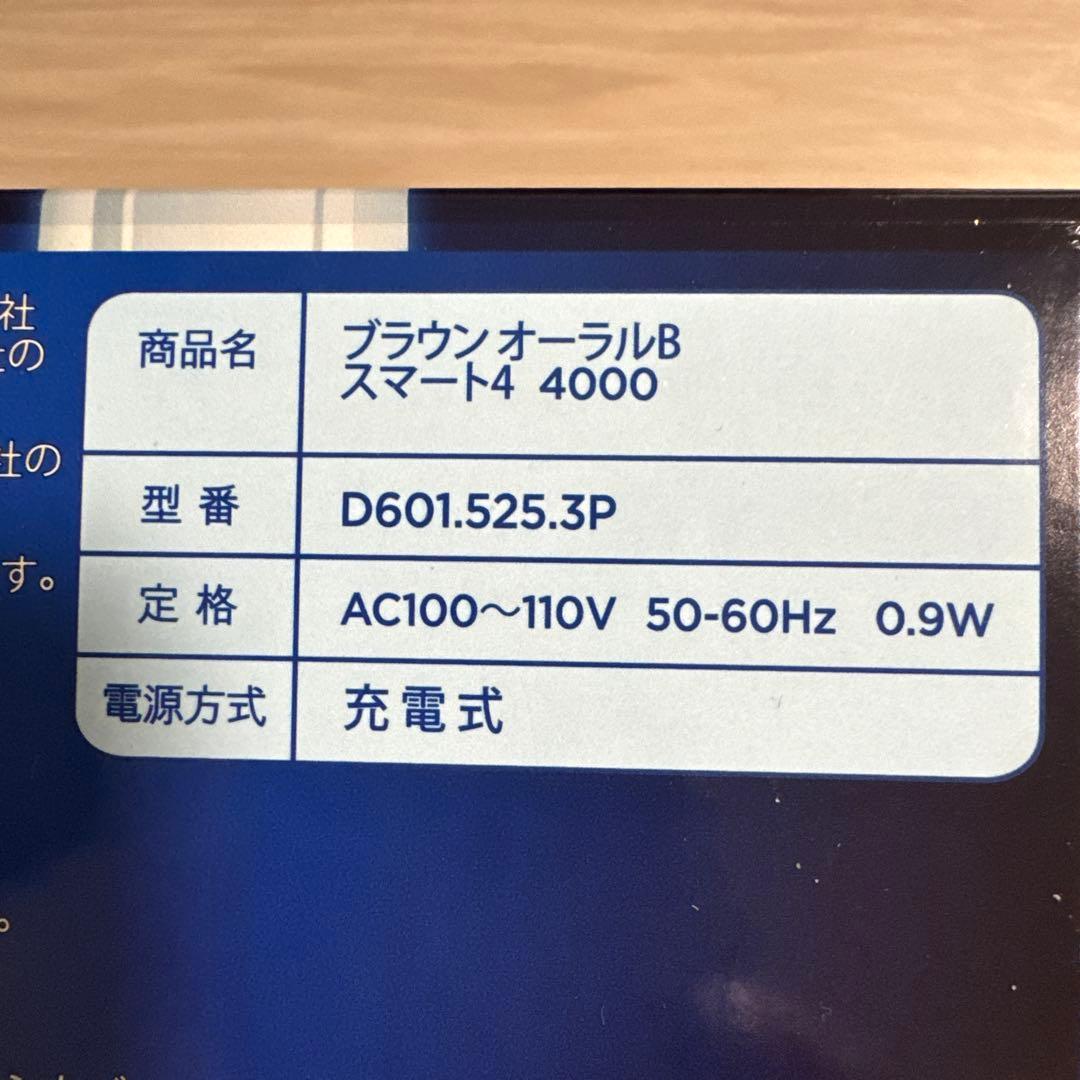 社
の
社の
す。
商品名
ブラウン オーラルB
スマート4 4000
型番
D601.525.3P
定格
AC100〜110V 50-60Hz 0.9W
電源方式
充電式
。